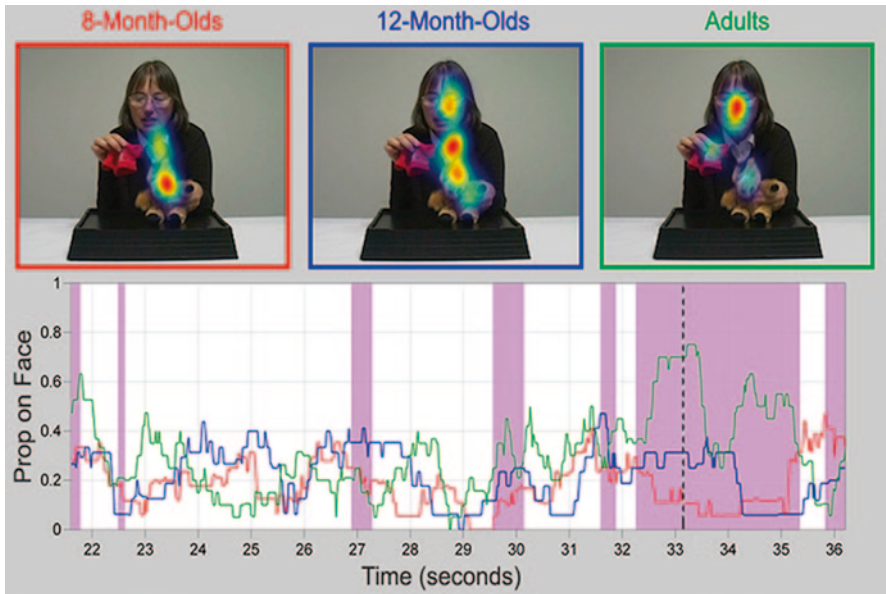 8-Month-Olds 12-Month-Olds Adults
1
0.8
0.6
0.4
0.2
0
Prop on Face
22 23 24 25 26 27 28 29 30 31 32 33 34 35 36
Time (seconds)